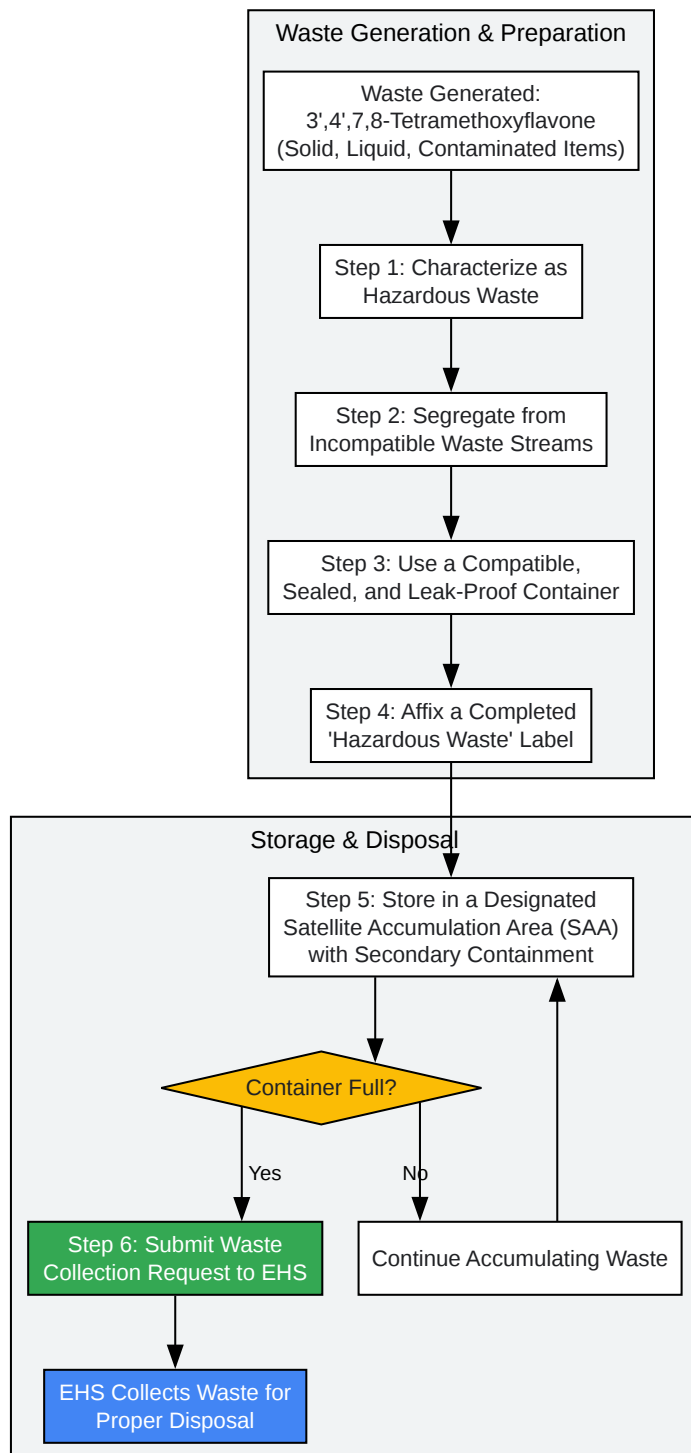 Waste Generation & Preparation
Waste Generated:
3',4',7,8-Tetramethoxyflavone
(Solid, Liquid, Contaminated Items)
Step 1: Characterize as
Hazardous Waste
Step 2: Segregate from
Incompatible Waste Streams
Step 3: Use a Compatible,
Sealed, and Leak-Proof Container
Step 4: Affix a Completed
'Hazardous Waste' Label
Storage & Disposal
Step 5: Store in a Designated
Satellite Accumulation Area (SAA)
with Secondary Containment
Container Full?
Yes
No
Step 6: Submit Waste
Collection Request to EHS
Continue Accumulating Waste
EHS Collects Waste for
Proper Disposal